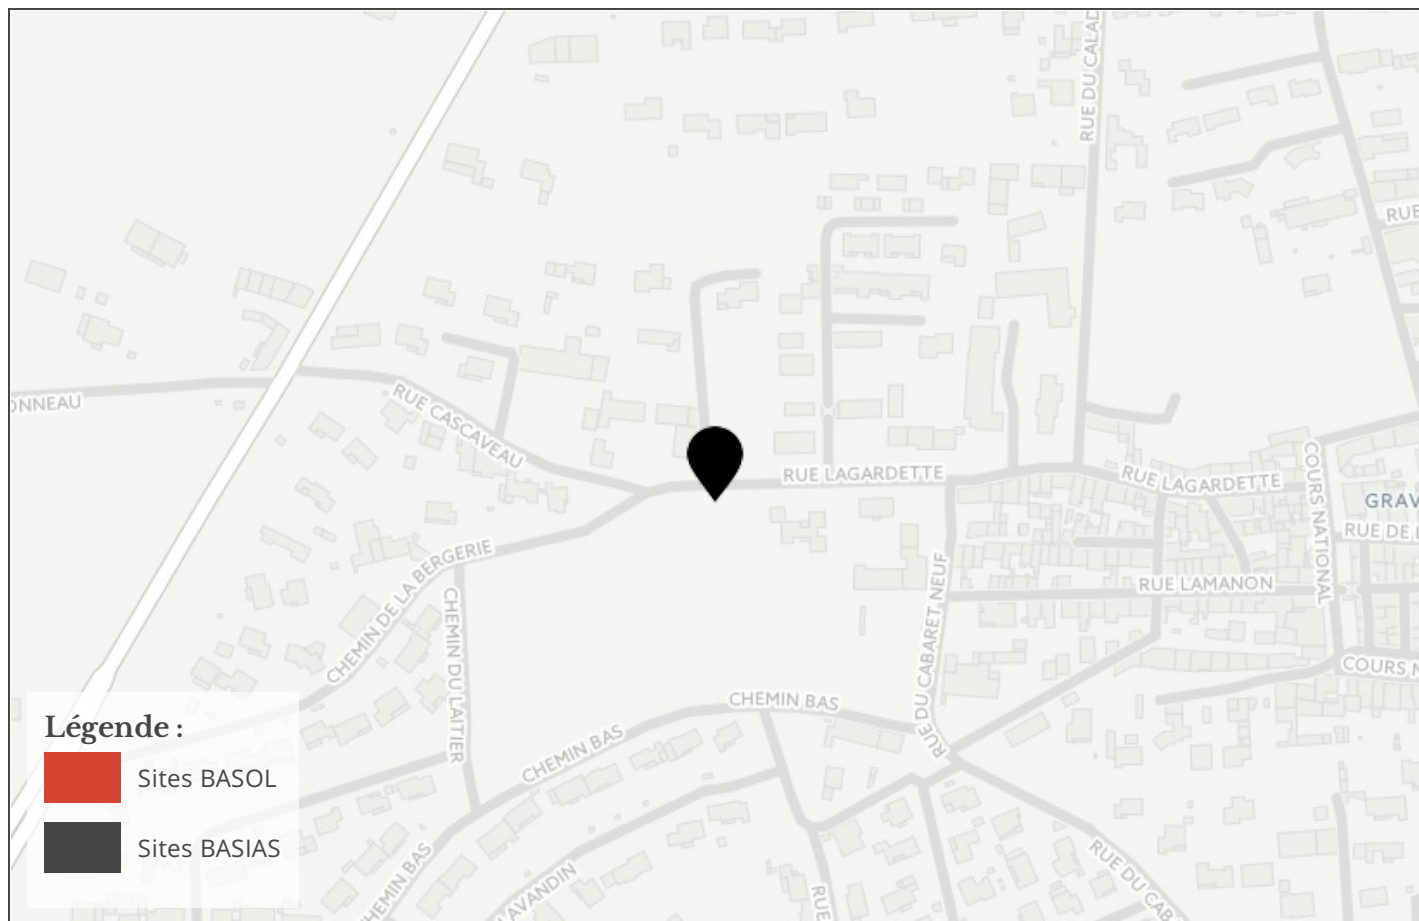 RUE DU CALAD
RUE
ONNEAU
RUE CASCAVEAU
RUE LAGARDETTE
RUE LAGARDETTE
COURS NATIONAL
GRAV
RUE DE L
CHEMIN DE LA BERGERIE
CHEMIN DU LAITIER
RUE DU CABARET NEUF
RUE LAMANON
COURS M
CHEMIN BAS
CHEMIN BAS
CHEMIN BAS
LAVANDIN
RUE
RUE DU CAB
Légende :
Sites BASOL
Sites BASIAS